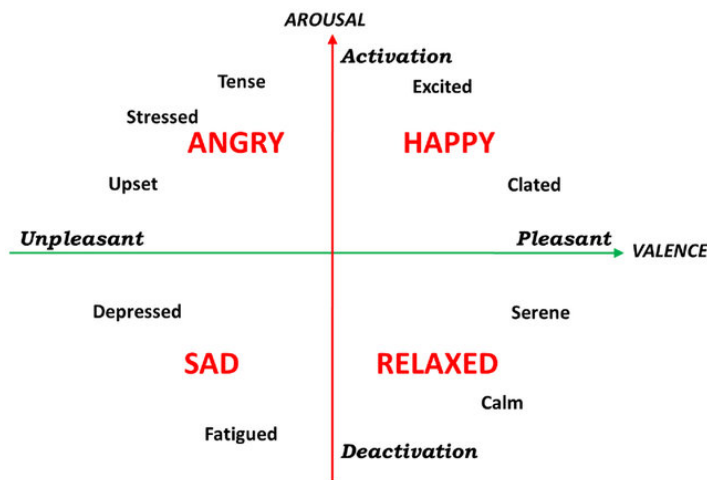 AROUSAL
Activation
Tense
Excited
Stressed
ANGRY
HAPPY
Upset
Clated
Unpleasant
Pleasant
VALENCE
Depressed
Serene
SAD
RELAXED
Calm
Fatigued
Deactivation